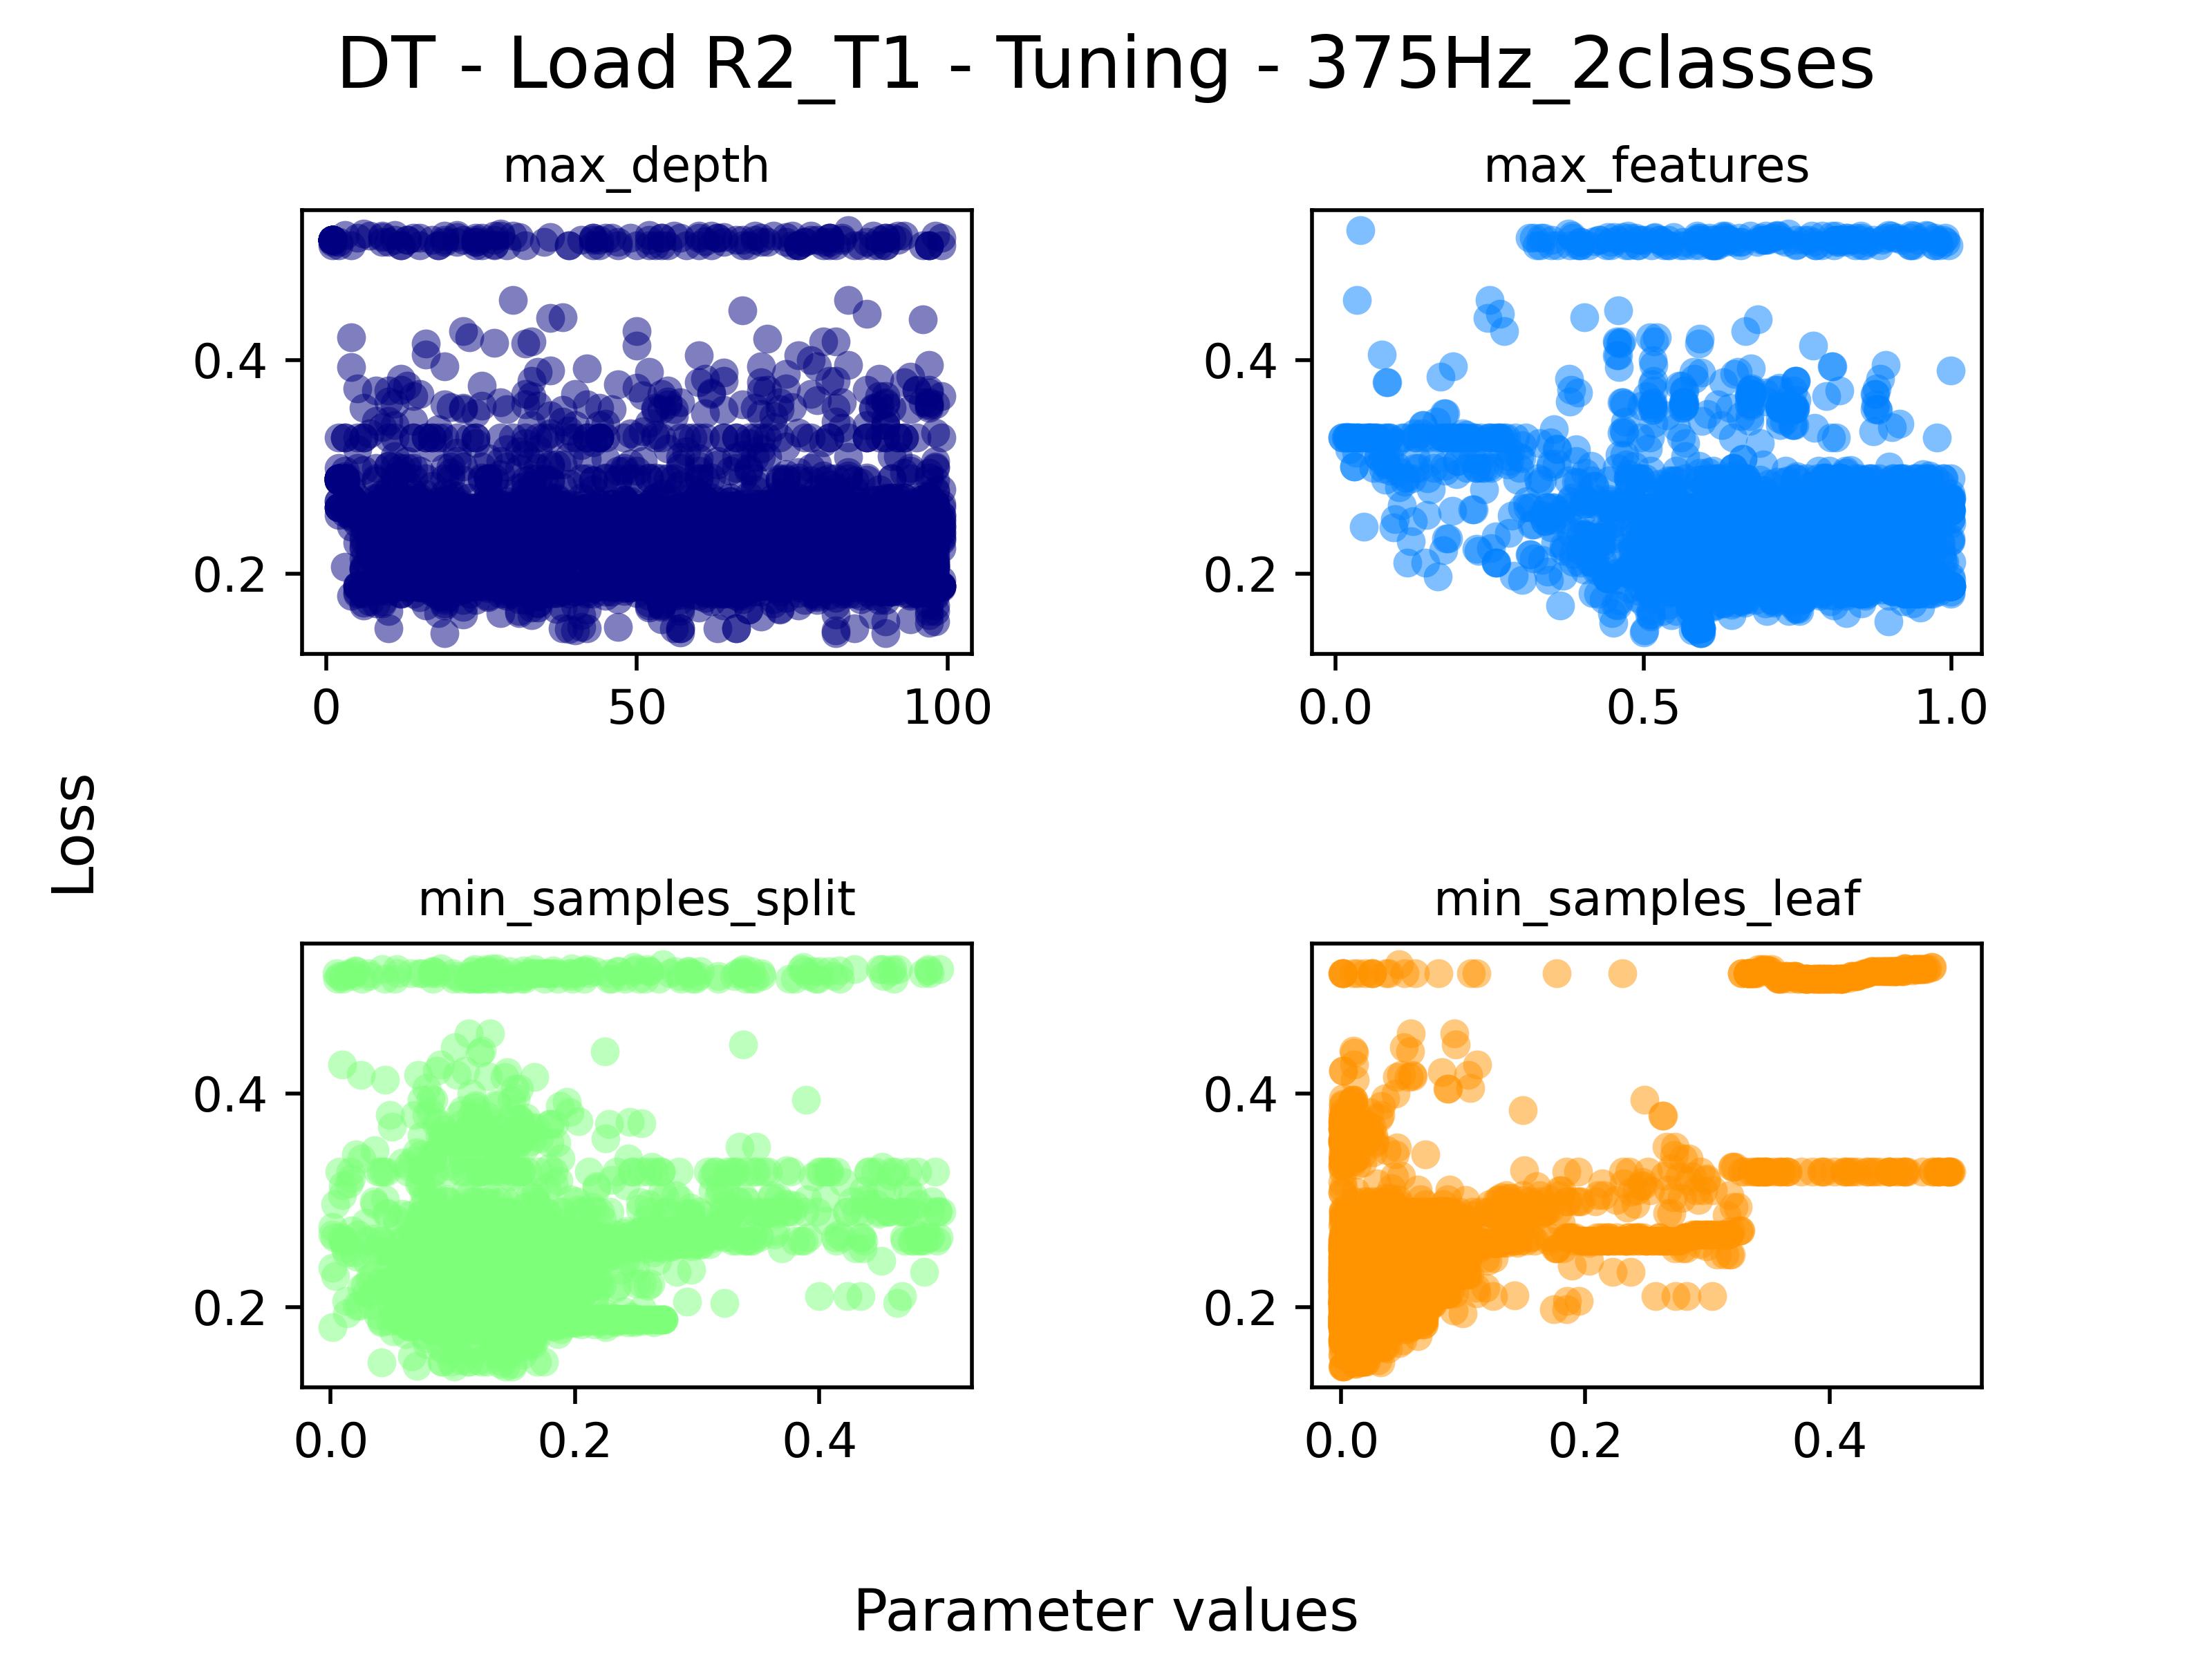 DT - Load R2_T1 - Tuning - 375Hz_2classes
max_depth
max_features
0.4
0.2
0
50
100
0.4
0.2
0.0
0.5
1.0
Loss
min_samples_split
min_samples_leaf
0.4
0.2
0.0
0.2
0.4
0.4
0.2
0.0
0.2
0.4
Parameter values